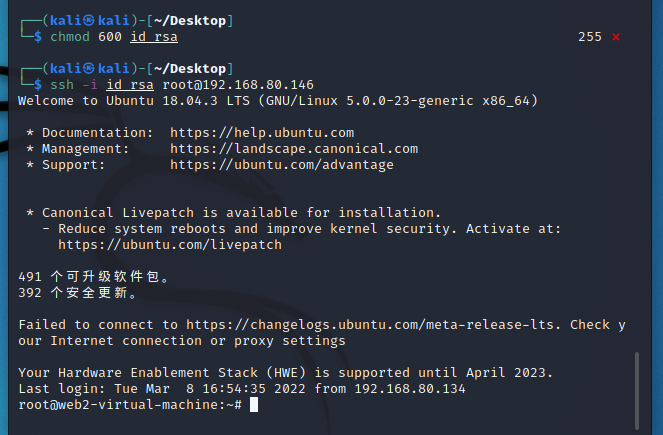 ┌──(kali㉿kali)-[~/Desktop]
└─$ chmod 600 id_rsa 255 ⨯
┌──(kali㉿kali)-[~/Desktop]
└─$ ssh -i id_rsa root@192.168.80.146
Welcome to Ubuntu 18.04.3 LTS (GNU/Linux 5.0.0-23-generic x86_64)
* Documentation:  https://help.ubuntu.com
* Management:     https://landscape.canonical.com
* Support:        https://ubuntu.com/advantage
* Canonical Livepatch is available for installation.
- Reduce system reboots and improve kernel security. Activate at:
https://ubuntu.com/livepatch
491 个可升级软件包。
392 个安全更新。
Failed to connect to https://changelogs.ubuntu.com/meta-release-lts. Check y
our Internet connection or proxy settings
Your Hardware Enablement Stack (HWE) is supported until April 2023.
Last login: Tue Mar  8 16:54:35 2022 from 192.168.80.134
root@web2-virtual-machine:~#